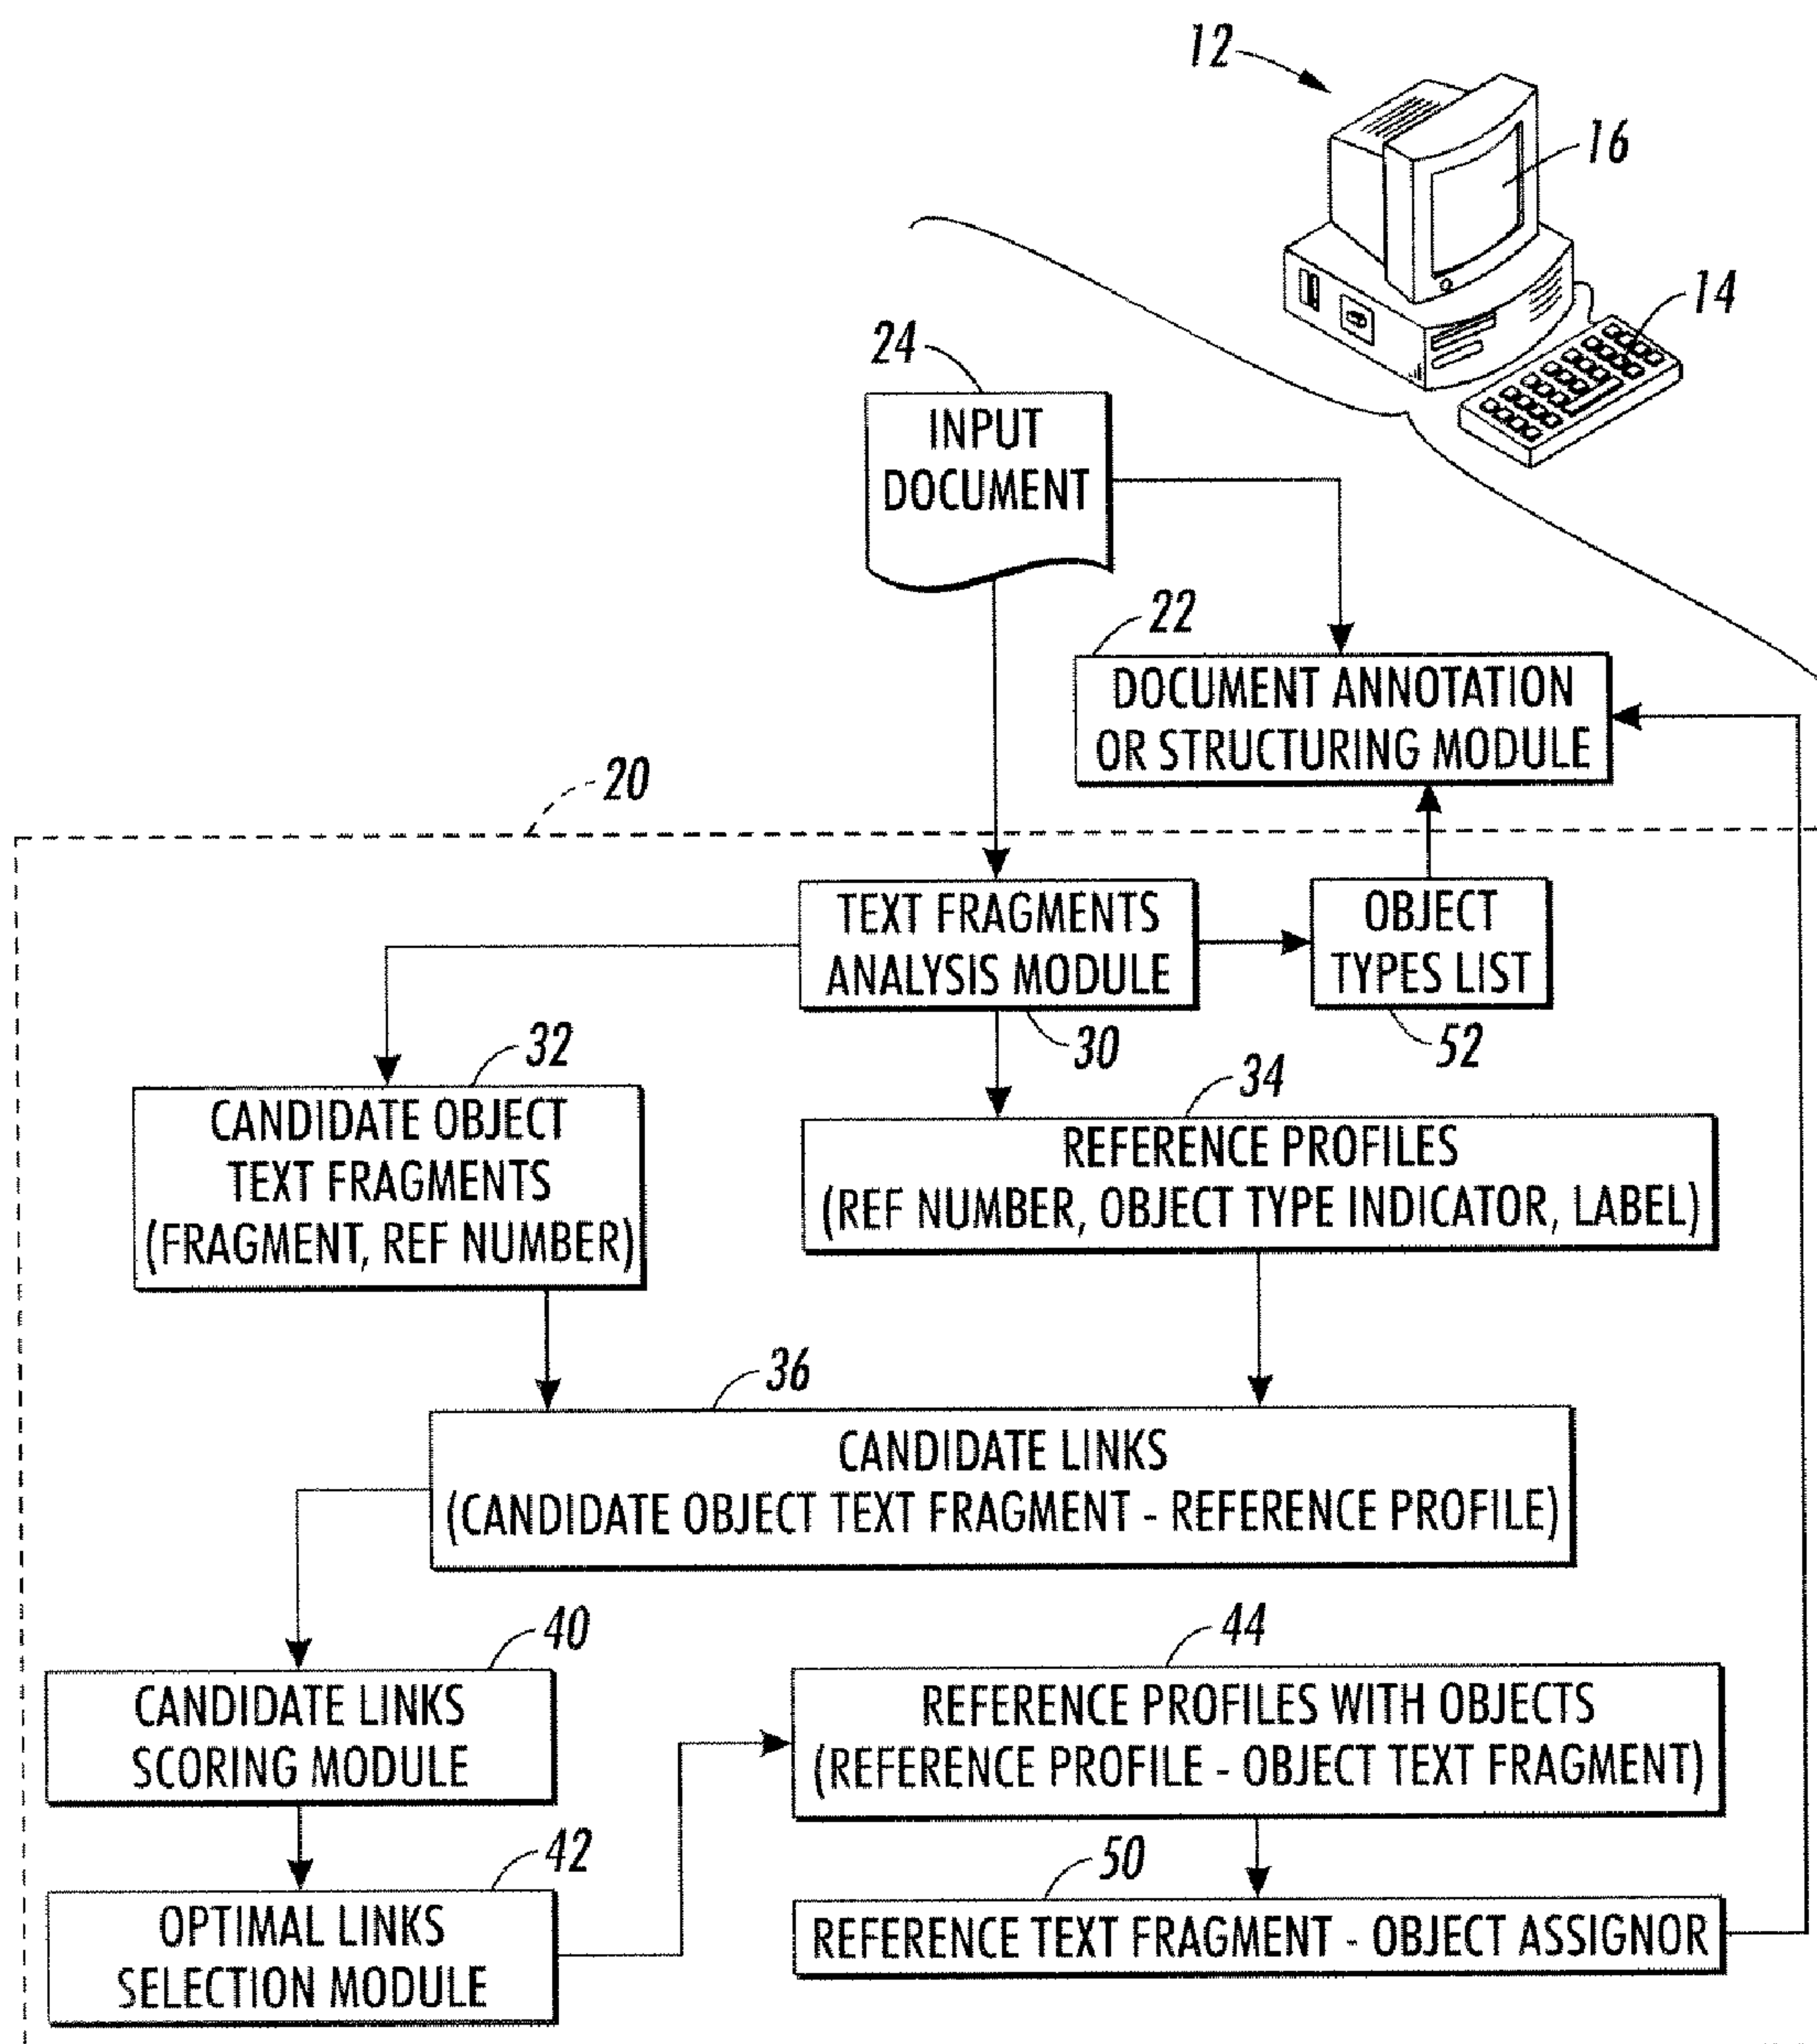 12
16
14
24
INPUT
DOCUMENT
22
DOCUMENT ANNOTATION
OR STRUCTURING MODULE
20
TEXT FRAGMENTS
ANALYSIS MODULE
30
OBJECT
TYPES LIST
52
32
CANDIDATE OBJECT
TEXT FRAGMENTS
(FRAGMENT, REF NUMBER)
34
REFERENCE PROFILES
(REF NUMBER, OBJECT TYPE INDICATOR, LABEL)
36
CANDIDATE LINKS
(CANDIDATE OBJECT TEXT FRAGMENT - REFERENCE PROFILE)
40
CANDIDATE LINKS
SCORING MODULE
44
REFERENCE PROFILES WITH OBJECTS
(REFERENCE PROFILE - OBJECT TEXT FRAGMENT)
42
OPTIMAL LINKS
SELECTION MODULE
50
REFERENCE TEXT FRAGMENT - OBJECT ASSIGNOR